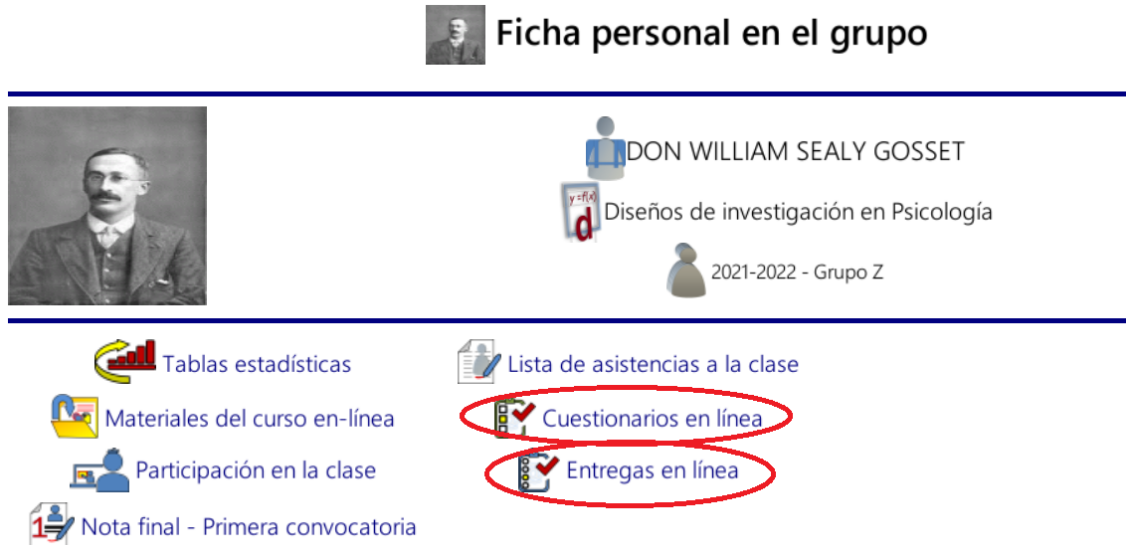 Ficha personal en el grupo
DON WILLIAM SEALY GOSSET
y=f(x)
d
Diseños de investigación en Psicología
2021-2022 - Grupo Z
Tablas estadísticas
Lista de asistencias a la clase
Materiales del curso en-línea
Cuestionarios en línea
Participación en la clase
Entregas en línea
1
Nota final - Primera convocatoria